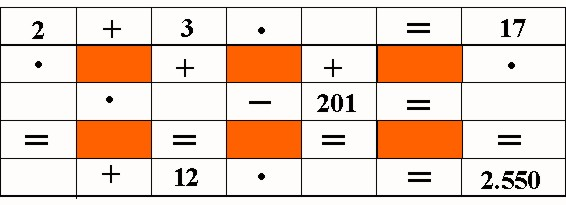 2 + 3 · = 17
· + + ·
· − 201 =
= = = =
+ 12 · = 2.550